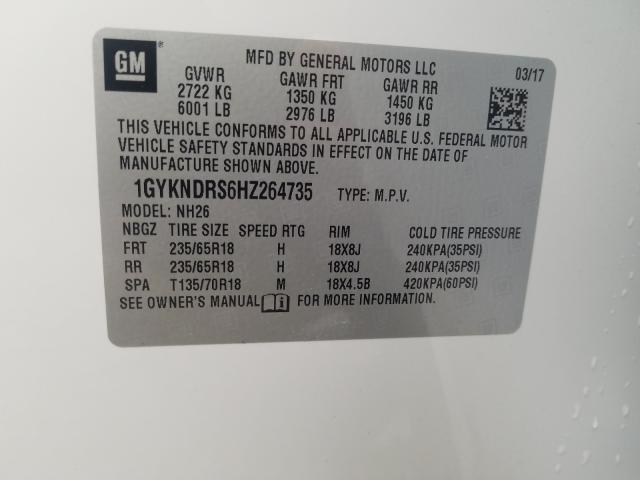 GM
MFD BY GENERAL MOTORS LLC 03/17
GVWR GAWR FRT GAWR RR
2722 KG 1350 KG 1450 KG
6001 LB 2976 LB 3196 LB
THIS VEHICLE CONFORMS TO ALL APPLICABLE U.S. FEDERAL MOTOR
VEHICLE SAFETY STANDARDS IN EFFECT ON THE DATE OF
MANUFACTURE SHOWN ABOVE.
1GYKNDRS6HZ264735 TYPE: M.P.V.
MODEL: NH26
NBGZ TIRE SIZE SPEED RTG RIM COLD TIRE PRESSURE
FRT 235/65R18 H 18X8J 240KPA(35PSI)
RR 235/65R18 H 18X8J 240KPA(35PSI)
SPA T135/70R18 M 18X4.5B 420KPA(60PSI)
SEE OWNER'S MANUAL FOR MORE INFORMATION.